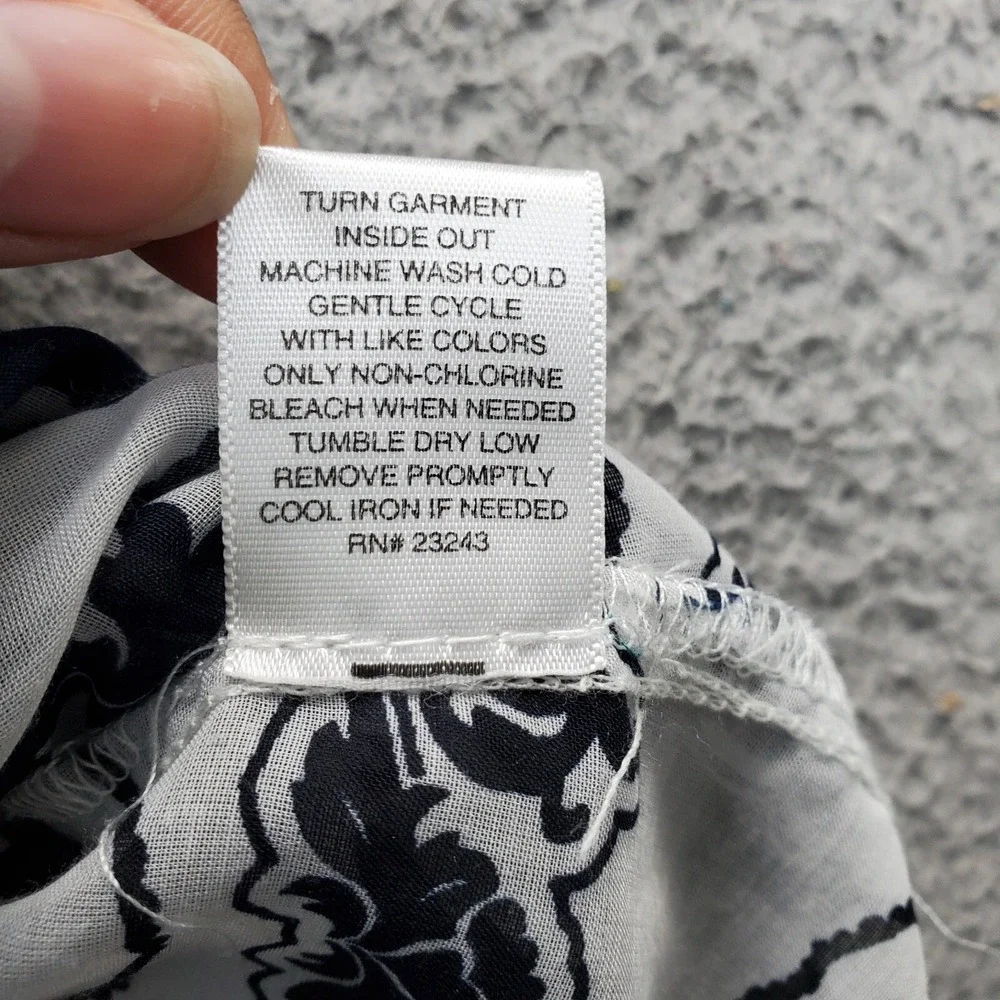 TURN GARMENT
INSIDE OUT
MACHINE WASH COLD
GENTLE CYCLE
WITH LIKE COLORS
ONLY NON-CHLORINE
BLEACH WHEN NEEDED
TUMBLE DRY LOW
REMOVE PROMPTLY
COOL IRON IF NEEDED
RN# 23243